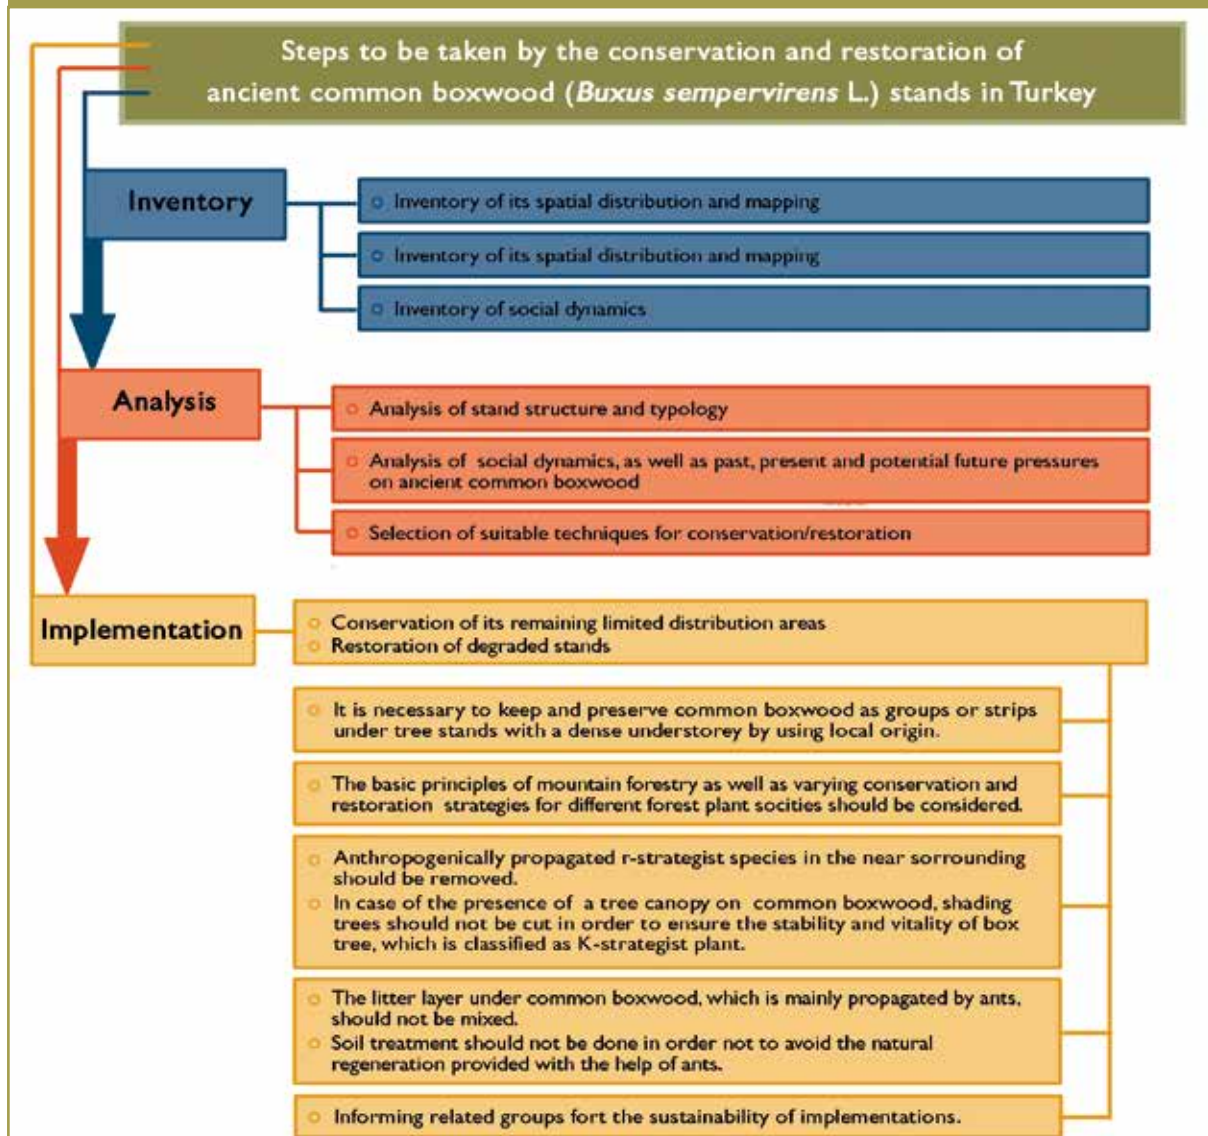 Steps to be taken by the conservation and restoration of
ancient common boxwood (Buxus sempervirens L.) stands in Turkey
Inventory
Inventory of its spatial distribution and mapping
Inventory of its spatial distribution and mapping
Inventory of social dynamics
Analysis
Analysis of stand structure and typology
Analysis of social dynamics, as well as past, present and potential future pressures
on ancient common boxwood
Selection of suitable techniques for conservation/restoration
Implementation
Conservation of its remaining limited distribution areas
Restoration of degraded stands
It is necessary to keep and preserve common boxwood as groups or strips
under tree stands with a dense understorey by using local origin.
The basic principles of mountain forestry as well as varying conservation and
restoration strategies for different forest plant socities should be considered.
Anthropogenically propagated r-strategist species in the near sorrounding
should be removed.
In case of the presence of a tree canopy on common boxwood, shading
trees should not be cut in order to ensure the stability and vitality of box
tree, which is classified as K-strategist plant.
The litter layer under common boxwood, which is mainly propagated by ants,
should not be mixed.
Soil treatment should not be done in order not to avoid the natural
regeneration provided with the help of ants.
Informing related groups fort the sustainability of implementations.